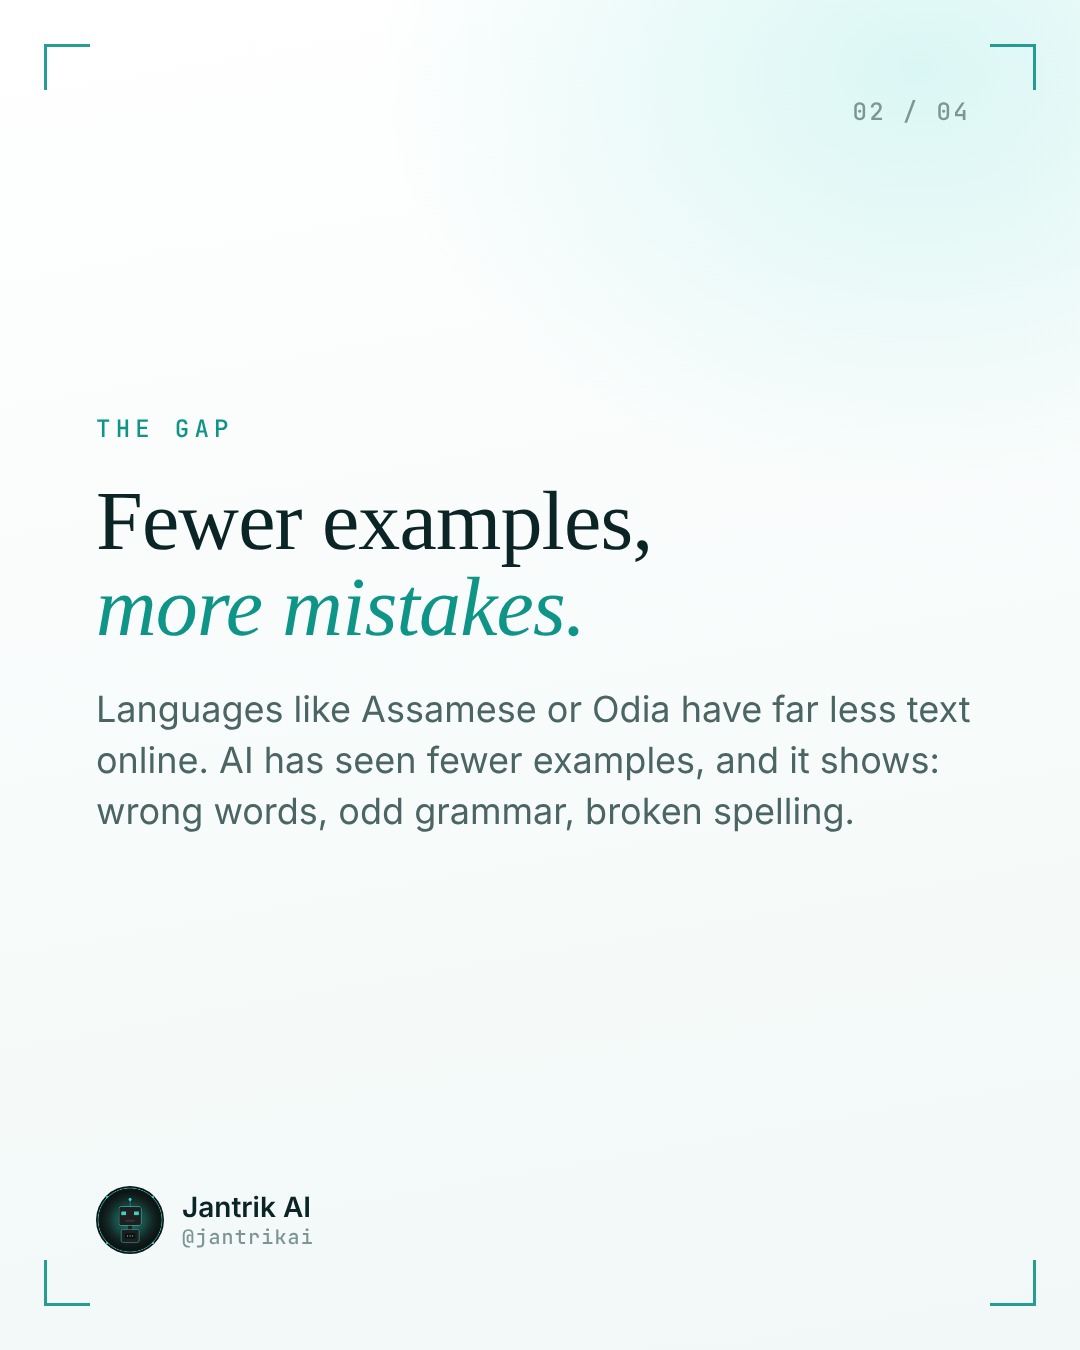 02 / 04
THE GAP
Fewer examples,
more mistakes.
Languages like Assamese or Odia have far less text
online. AI has seen fewer examples, and it shows:
wrong words, odd grammar, broken spelling.
Jantrik AI
@jantrikai